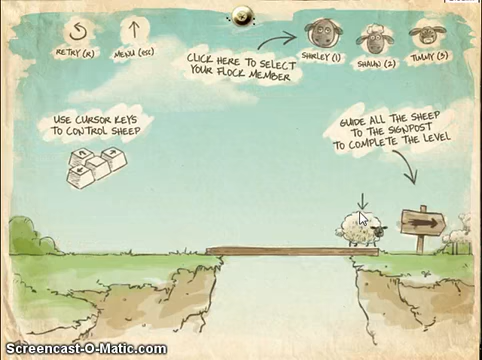 RETRY (R)
MENU (ESC)
CLICK HERE TO SELECT
YOUR FLOCK MEMBER
SHIRLEY (1)
SHAUN (2)
TIMMY (3)
USE CURSOR KEYS
TO CONTROL SHEEP
GUIDE ALL THE SHEEP
TO THE SIGNPOST
TO COMPLETE THE LEVEL
Screencast-O-Matic.com